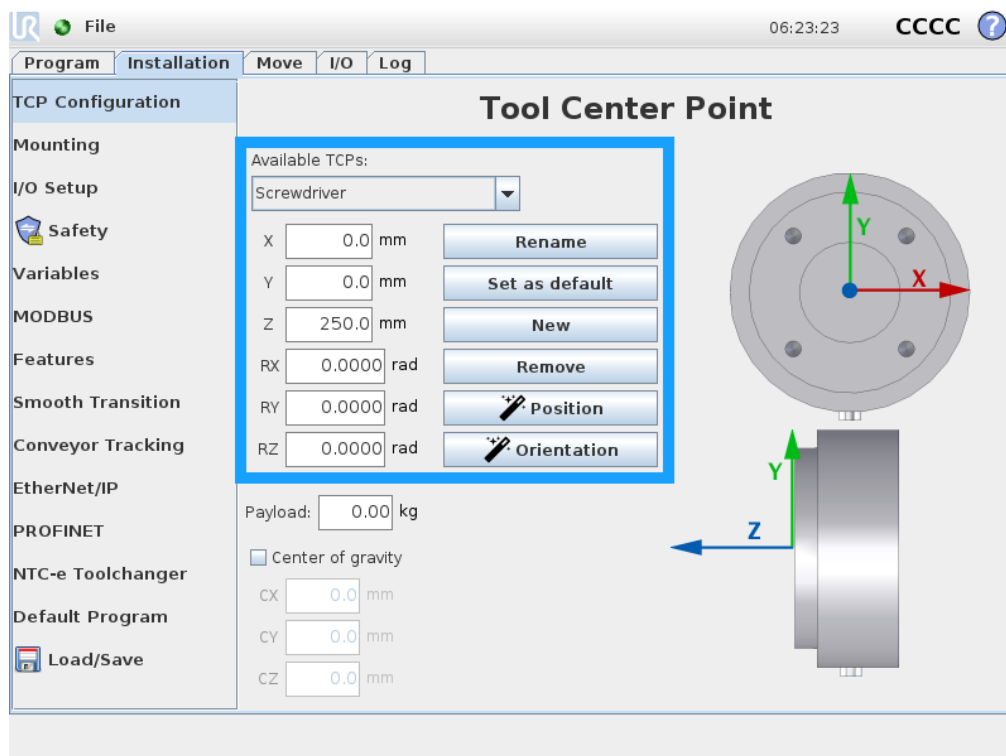 UR File 06:23:23 CCCC ?
Program Installation Move I/O Log
TCP Configuration
Mounting
I/O Setup
Safety
Variables
MODBUS
Features
Smooth Transition
Conveyor Tracking
EtherNet/IP
PROFINET
NTC-e Toolchanger
Default Program
Load/Save
Tool Center Point
Available TCPs:
Screwdriver
X 0.0 mm Rename
Y 0.0 mm Set as default
Z 250.0 mm New
RX 0.0000 rad Remove
RY 0.0000 rad Position
RZ 0.0000 rad Orientation
Payload: 0.00 kg
Center of gravity
CX 0.0 mm
CY 0.0 mm
CZ 0.0 mm
Y
X
Y
Z